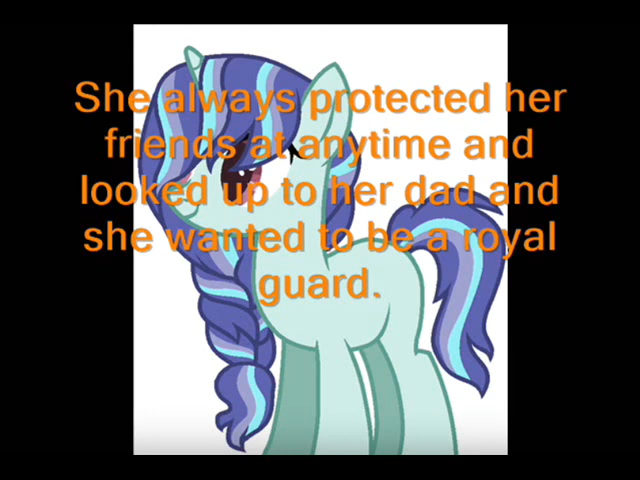 She always protected her
friends at anytime and
looked up to her dad and
she wanted to be a royal
guard.